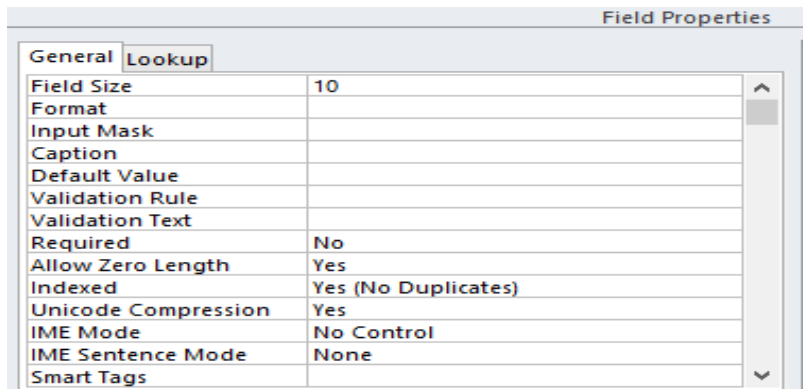 Field Properties
General Lookup
Field Size 10
Format
Input Mask
Caption
Default Value
Validation Rule
Validation Text
Required No
Allow Zero Length Yes
Indexed Yes (No Duplicates)
Unicode Compression Yes
IME Mode No Control
IME Sentence Mode None
Smart Tags